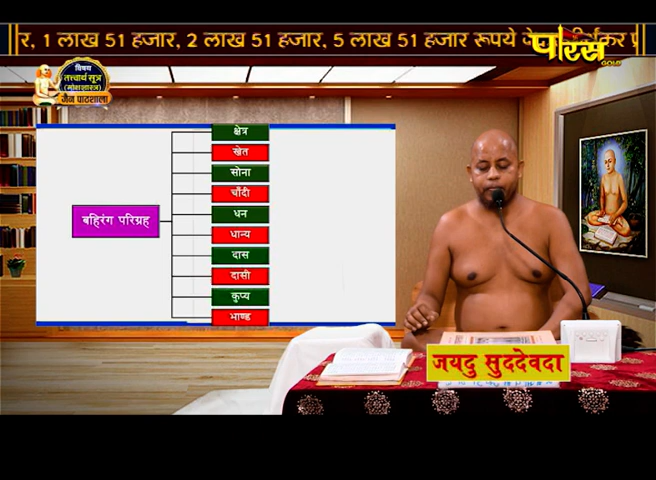 र, 1 लाख 51 हजार, 2 लाख 51 हजार, 5 लाख 51 हजार रूपये दे
पारस
GOLD
विषय
तत्त्वार्थ सूत्र
(मोक्षशास्त्र)
जैन पाठशाला
बहिरंग परिग्रह
क्षेत्र
खेत
सोना
चाँदी
धन
धान्य
दास
दासी
कुप्य
भाण्ड
जयदु सुददेवदा